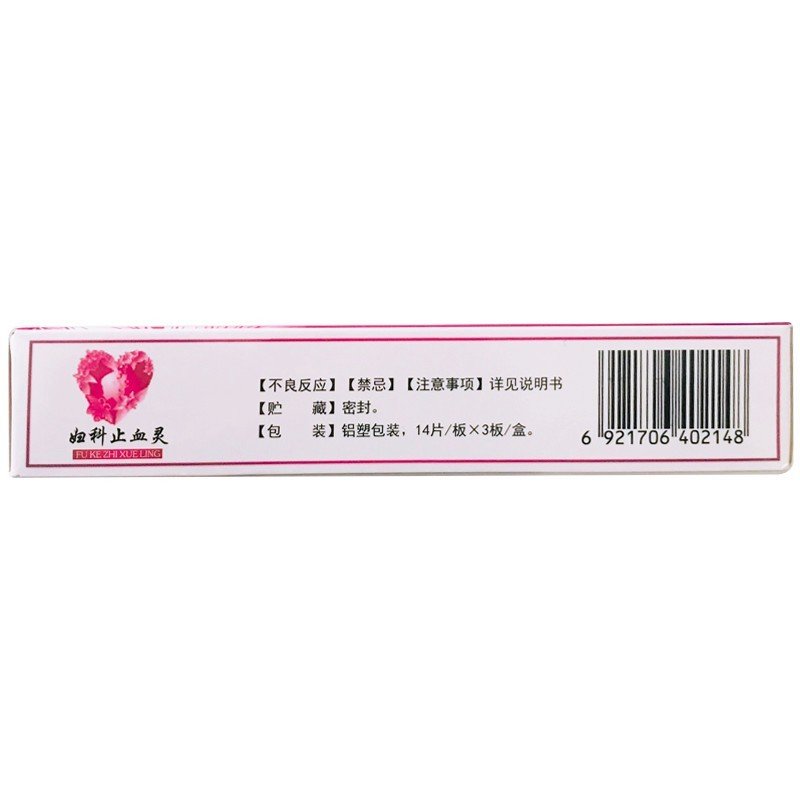 妇科止血灵
FU KE ZHI XUE LING
【不良反应】【禁忌】【注意事项】详见说明书
【贮 藏】密封。
【包 装】铝塑包装，14片/板×3板/盒。
6 921706 402148